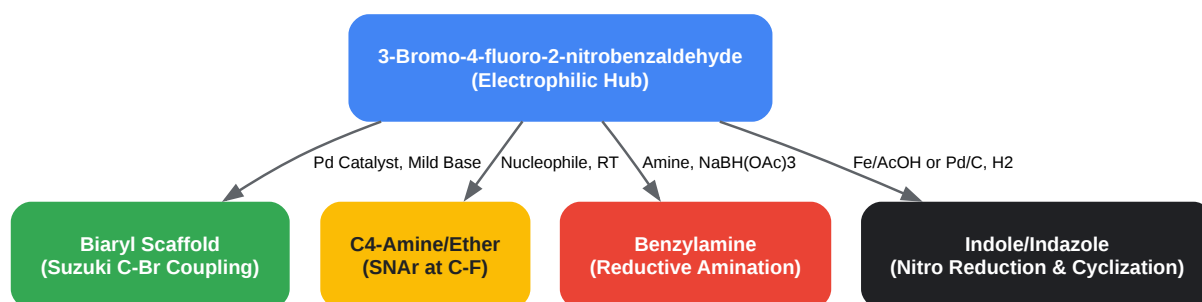 3-Bromo-4-fluoro-2-nitrobenzaldehyde
(Electrophilic Hub)
Pd Catalyst, Mild Base
Nucleophile, RT
Amine, NaBH(OAc)3
Fe/AcOH or Pd/C, H2
Biaryl Scaffold
(Suzuki C-Br Coupling)
C4-Amine/Ether
(SNAr at C-F)
Benzylamine
(Reductive Amination)
Indole/Indazole
(Nitro Reduction & Cyclization)